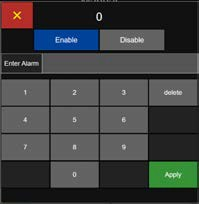 0
Enable Disable
Enter Alarm
1 2 3 delete
4 5 6
7 8 9
0 Apply